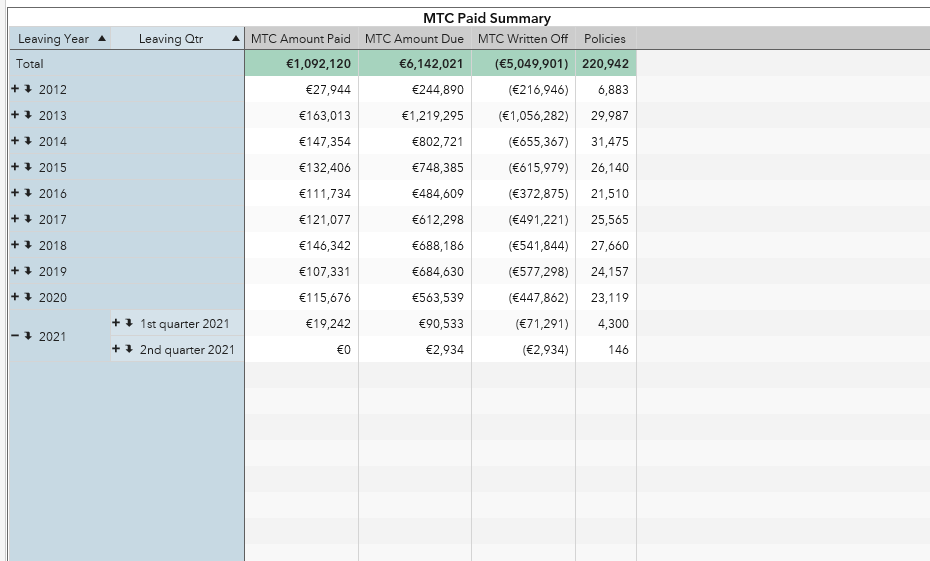 MTC Paid Summary
Leaving Year Leaving Qtr MTC Amount Paid MTC Amount Due MTC Written Off Policies
Total €1,092,120 €6,142,021 (€5,049,901) 220,942
2012 €27,944 €244,890 (€216,946) 6,883
2013 €163,013 €1,219,295 (€1,056,282) 29,987
2014 €147,354 €802,721 (€655,367) 31,475
2015 €132,406 €748,385 (€615,979) 26,140
2016 €111,734 €484,609 (€372,875) 21,510
2017 €121,077 €612,298 (€491,221) 25,565
2018 €146,342 €688,186 (€541,844) 27,660
2019 €107,331 €684,630 (€577,298) 24,157
2020 €115,676 €563,539 (€447,862) 23,119
2021 1st quarter 2021 €19,242 €90,533 (€71,291) 4,300
2nd quarter 2021 €0 €2,934 (€2,934) 146